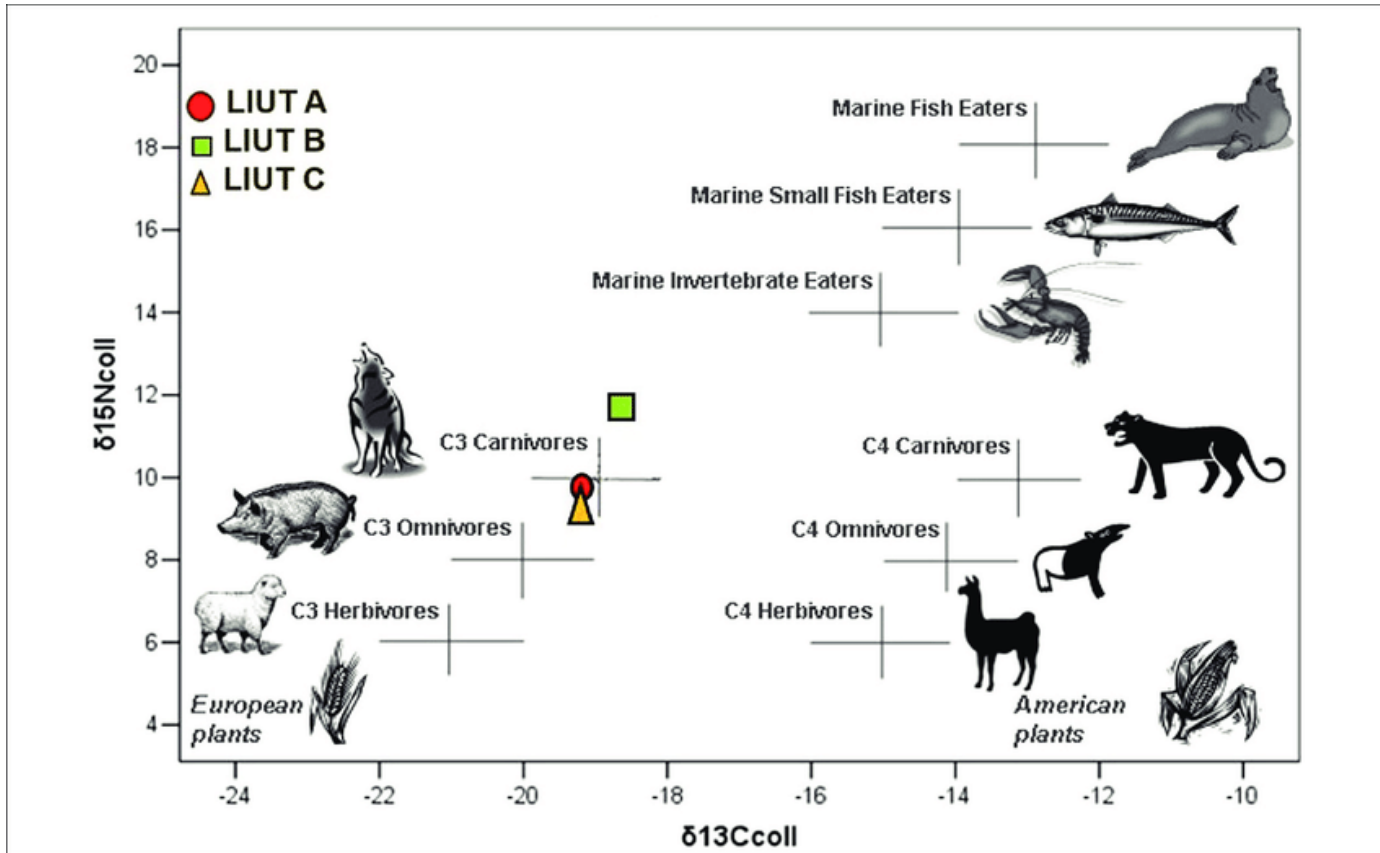 20
18
16
14
12
10
8
6
4
δ15Ncoll
LIUT A
LIUT B
LIUT C
Marine Fish Eaters
Marine Small Fish Eaters
Marine Invertebrate Eaters
C3 Carnivores
C4 Carnivores
C3 Omnivores
C4 Omnivores
C3 Herbivores
C4 Herbivores
European
plants
American
plants
-24 -22 -20 -18 -16 -14 -12 -10
δ13Ccoll